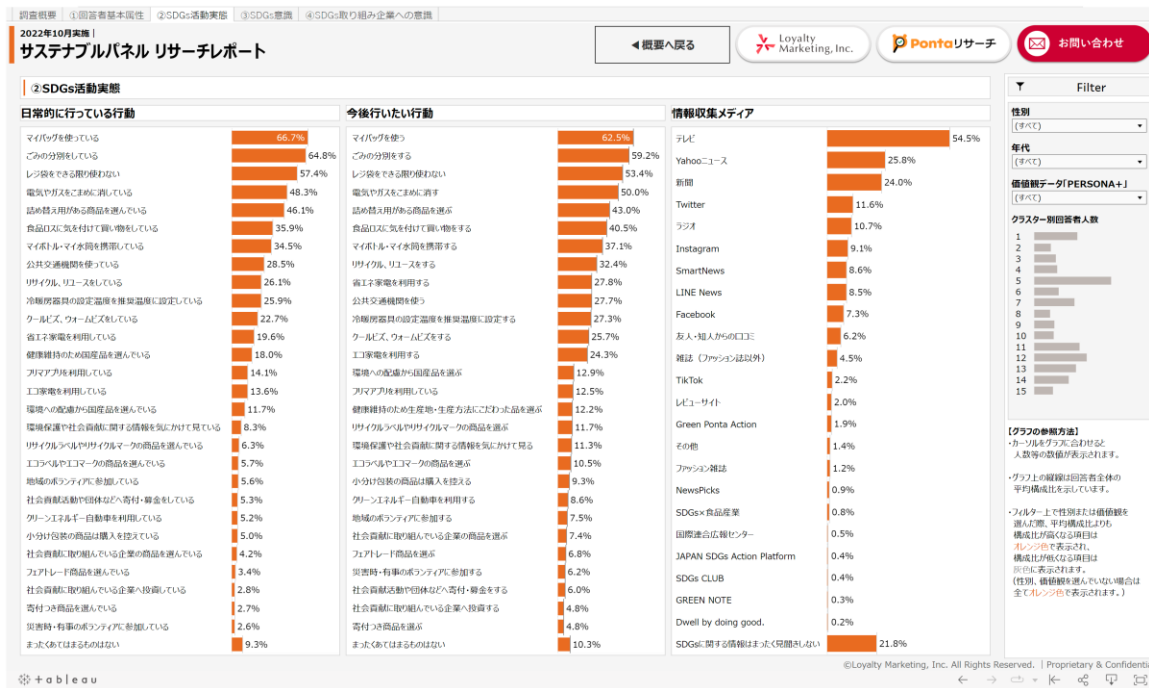 調査概要 ①回答者基本属性 ②SDGs活動実態 ③SDGs意識 ④SDGs取り組み企業への意識
2022年10月実施 |
サステナブルパネル リサーチレポート
◀概要へ戻る
Loyalty Marketing, Inc.
Pontaリサーチ
お問い合わせ
②SDGs活動実態
日常的に行っている行動
マイバッグを使っている 66.7%
ごみの分別をしている 64.8%
レジ袋をできる限り使わない 57.4%
電気やガスをこまめに消している 48.3%
詰め替え用がある商品を選んでいる 46.1%
食品ロスに気を付けて買い物をしている 35.9%
マイボトル・マイ水筒を携帯している 34.5%
公共交通機関を使っている 28.5%
リサイクル、リユースをしている 26.1%
冷暖房器具の設定温度を推奨温度に設定している 25.9%
クールビズ、ウォームビズをしている 22.7%
省エネ家電を利用している 19.6%
健康維持のため国産品を選んでいる 18.0%
フリマアプリを利用している 14.1%
エコ家電を利用している 13.6%
環境への配慮から国産品を選んでいる 11.7%
環境保護や社会貢献に関する情報を気にかけて見ている 8.3%
リサイクルラベルやリサイクルマークの商品を選んでいる 6.3%
エコラベルやエコマークの商品を選んでいる 5.7%
地域のボランティアに参加している 5.6%
社会貢献活動や団体などへ寄付・募金をしている 5.3%
クリーンエネルギー自動車を利用している 5.2%
小分け包装の商品は購入を控えている 5.0%
社会貢献に取り組んでいる企業の商品を選んでいる 4.2%
フェアトレード商品を選んでいる 3.4%
社会貢献に取り組んでいる企業へ投資している 2.8%
寄付つき商品を選んでいる 2.7%
災害時・有事のボランティアに参加している 2.6%
まったくあてはまるものはない 9.3%
今後行いたい行動
マイバッグを使う 62.5%
ごみの分別をする 59.2%
レジ袋をできる限り使わない 53.4%
電気やガスをこまめに消す 50.0%
詰め替え用がある商品を選ぶ 43.0%
食品ロスに気を付けて買い物をする 40.5%
マイボトル・マイ水筒を携帯する 37.1%
リサイクル、リユースをする 32.4%
省エネ家電を利用する 27.8%
公共交通機関を使う 27.7%
冷暖房器具の設定温度を推奨温度に設定する 27.3%
クールビズ、ウォームビズをする 25.7%
エコ家電を利用する 24.3%
環境への配慮から国産品を選ぶ 12.9%
フリマアプリを利用している 12.5%
健康維持のため生産地・生産方法にこだわった品を選ぶ 12.2%
リサイクルラベルやリサイクルマークの商品を選ぶ 11.7%
環境保護や社会貢献に関する情報を気にかけて見る 11.3%
エコラベルやエコマークの商品を選ぶ 10.5%
小分け包装の商品は購入を控える 9.3%
クリーンエネルギー自動車を利用する 8.6%
地域のボランティアに参加する 7.5%
社会貢献に取り組んでいる企業の商品を選ぶ 7.4%
フェアトレード商品を選ぶ 6.8%
災害時・有事のボランティアに参加する 6.2%
社会貢献活動や団体などへ寄付・募金をする 6.0%
社会貢献に取り組んでいる企業へ投資する 4.8%
寄付つき商品を選ぶ 4.8%
まったくあてはまるものはない 10.3%
情報収集メディア
テレビ 54.5%
Yahooニュース 25.8%
新聞 24.0%
Twitter 11.6%
ラジオ 10.7%
Instagram 9.1%
SmartNews 8.6%
LINE News 8.5%
Facebook 7.3%
友人・知人からの口コミ 6.2%
雑誌（ファッション誌以外） 4.5%
TikTok 2.2%
レビューサイト 2.0%
Green Ponta Action 1.9%
その他 1.4%
ファッション雑誌 1.2%
NewsPicks 0.9%
SDGs×食品産業 0.8%
国際連合広報センター 0.5%
JAPAN SDGs Action Platform 0.4%
SDGs CLUB 0.4%
GREEN NOTE 0.3%
Dwell by doing good. 0.2%
SDGsに関する情報はまったく見聞きしない 21.8%
Filter
性別
(すべて)
年代
(すべて)
価値観データ「PERSONA+」
(すべて)
クラスター別回答者人数
1
2
3
4
5
6
7
8
9
10
11
12
13
14
15
【グラフの参照方法】
・カーソルをグラフに合わせると
人数等の数値が表示されます。
・グラフ上の縦線は回答者全体の
平均構成比を示しています。
・フィルター上で性別または価値観を
選んだ際、平均構成比よりも
構成比が高くなる項目は
オレンジ色で表示され、
構成比が低くなる項目は
灰色に表示されます。
(性別、価値観を選んでいない場合は
全てオレンジ色で表示されます。)
©Loyalty Marketing, Inc. All Rights Reserved. | Proprietary & Confidentia
+ableau